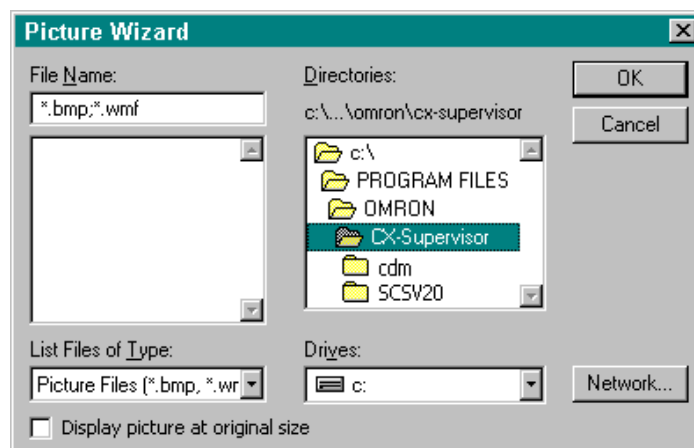 Picture Wizard
File Name:
*.bmp;*.wmf
Directories:
c:\...\omron\cx-supervisor
c:\
PROGRAM FILES
OMRON
CX-Supervisor
cdm
SCSV20
OK
Cancel
List Files of Type:
Picture Files (*.bmp, *.wr
Drives:
c:
Network...
Display picture at original size